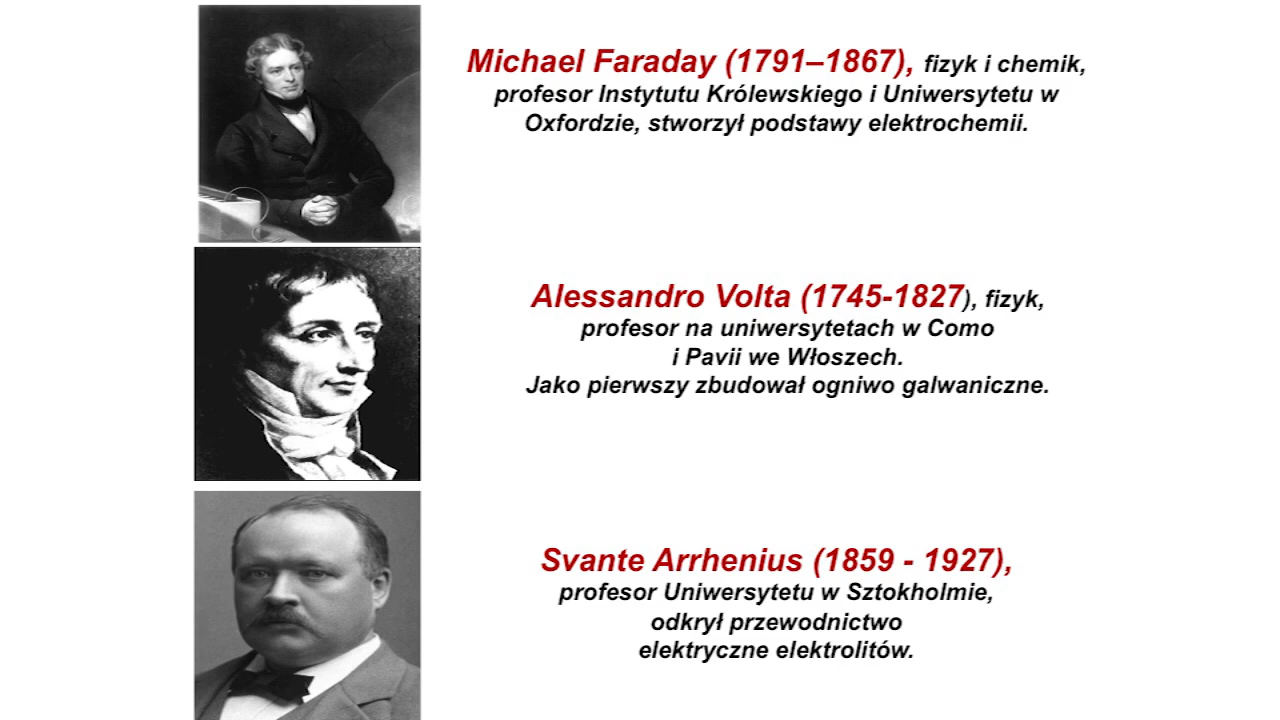 Michael Faraday (1791–1867), fizyk i chemik,
profesor Instytutu Królewskiego i Uniwersytetu w
Oxfordzie, stworzył podstawy elektrochemii.
Alessandro Volta (1745-1827), fizyk,
profesor na uniwersytetach w Como
i Pavii we Włoszech.
Jako pierwszy zbudował ogniwo galwaniczne.
Svante Arrhenius (1859 - 1927),
profesor Uniwersytetu w Sztokholmie,
odkrył przewodnictwo
elektryczne elektrolitów.